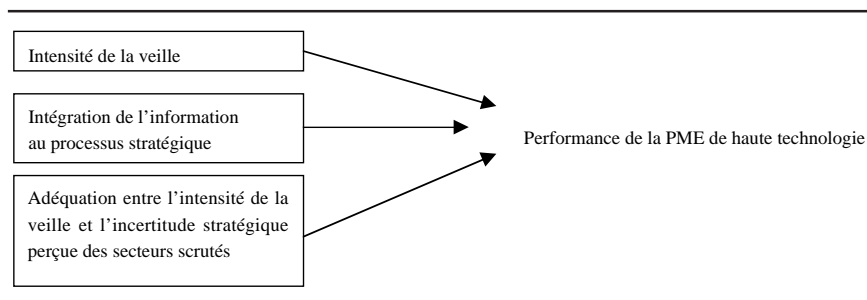 Intensité de la veille
Intégration de l'information
au processus stratégique
Performance de la PME de haute technologie
Adéquation entre l'intensité de la
veille et l'incertitude stratégique
perçue des secteurs scrutés